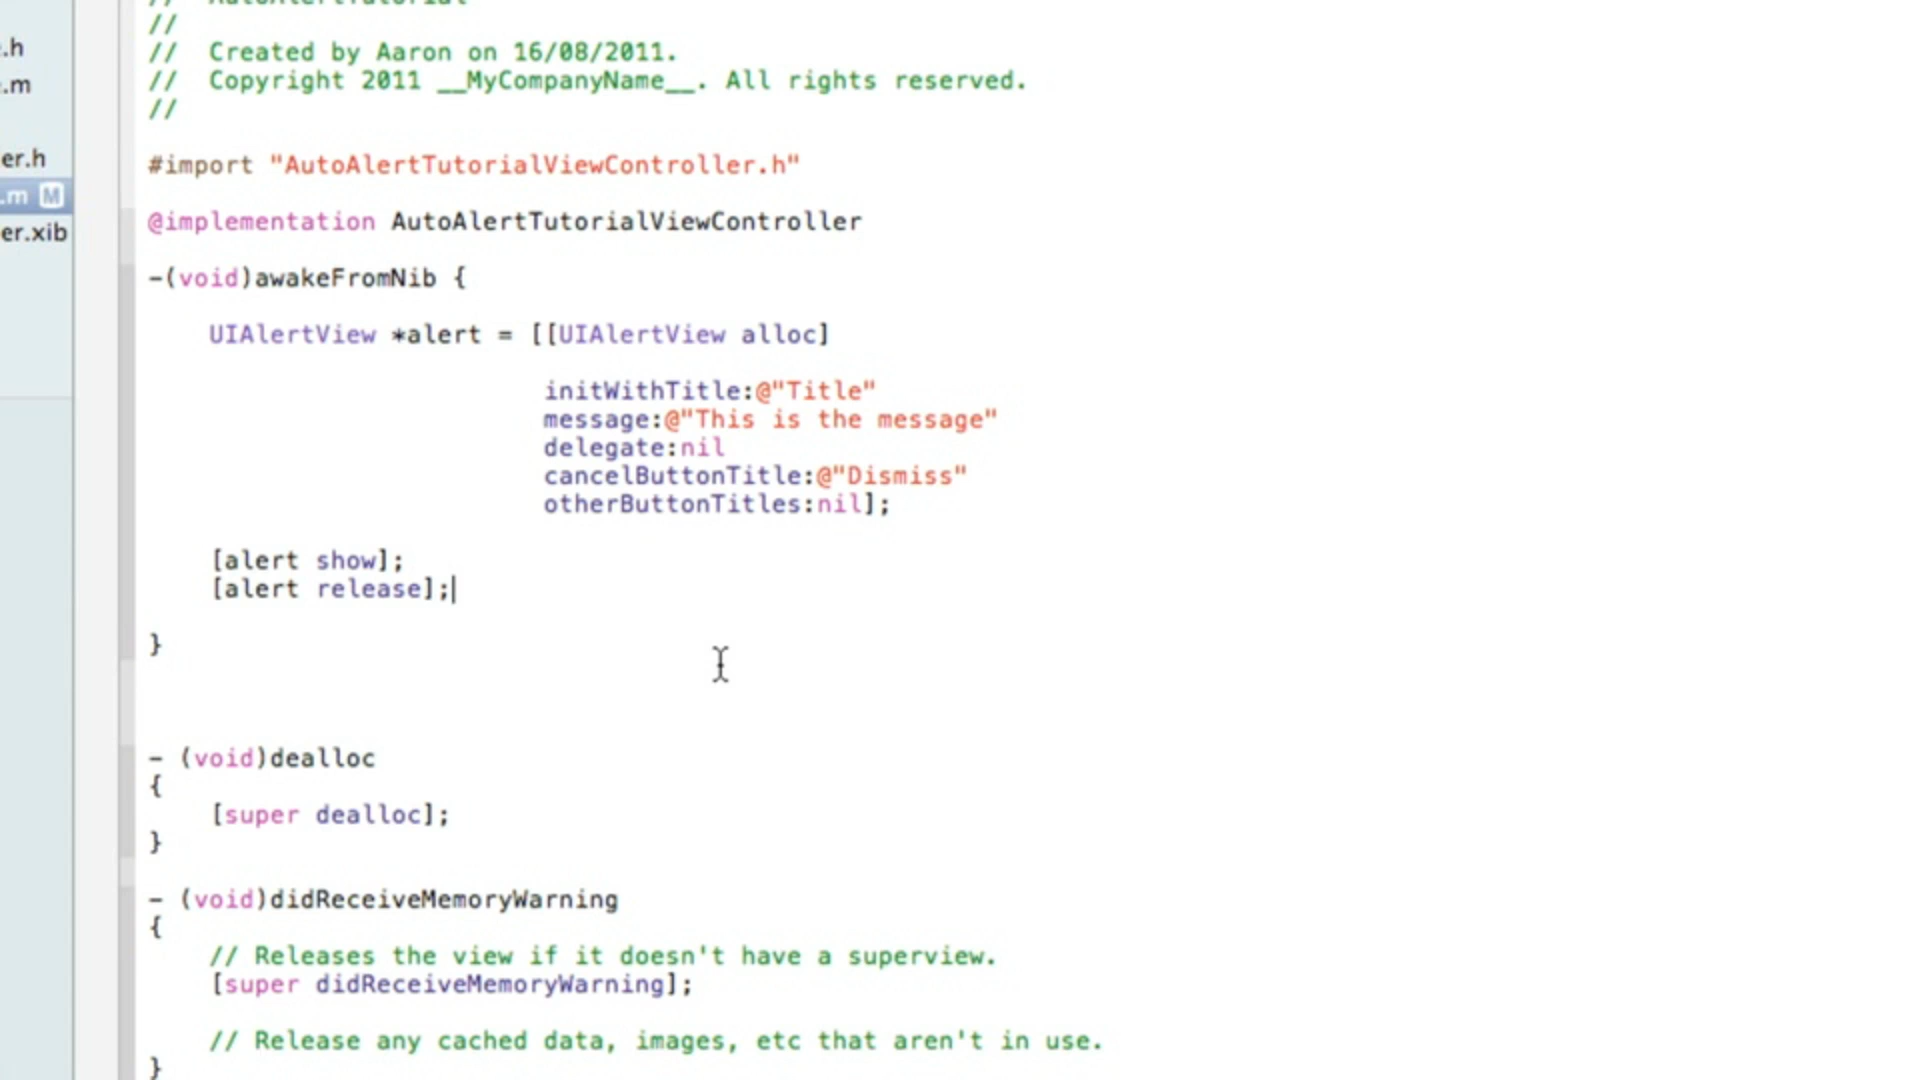 // AutoAlertTutorial
//
// Created by Aaron on 16/08/2011.
// Copyright 2011 __MyCompanyName__. All rights reserved.
//
#import "AutoAlertTutorialViewController.h"
@implementation AutoAlertTutorialViewController
-(void)awakeFromNib {
UIAlertView *alert = [[UIAlertView alloc]
initWithTitle:@"Title"
message:@"This is the message"
delegate:nil
cancelButtonTitle:@"Dismiss"
otherButtonTitles:nil];
[alert show];
[alert release];
}
- (void)dealloc
{
[super dealloc];
}
- (void)didReceiveMemoryWarning
{
// Releases the view if it doesn't have a superview.
[super didReceiveMemoryWarning];
// Release any cached data, images, etc that aren't in use.
}
.h
.m
er.h
.m M
er.xib